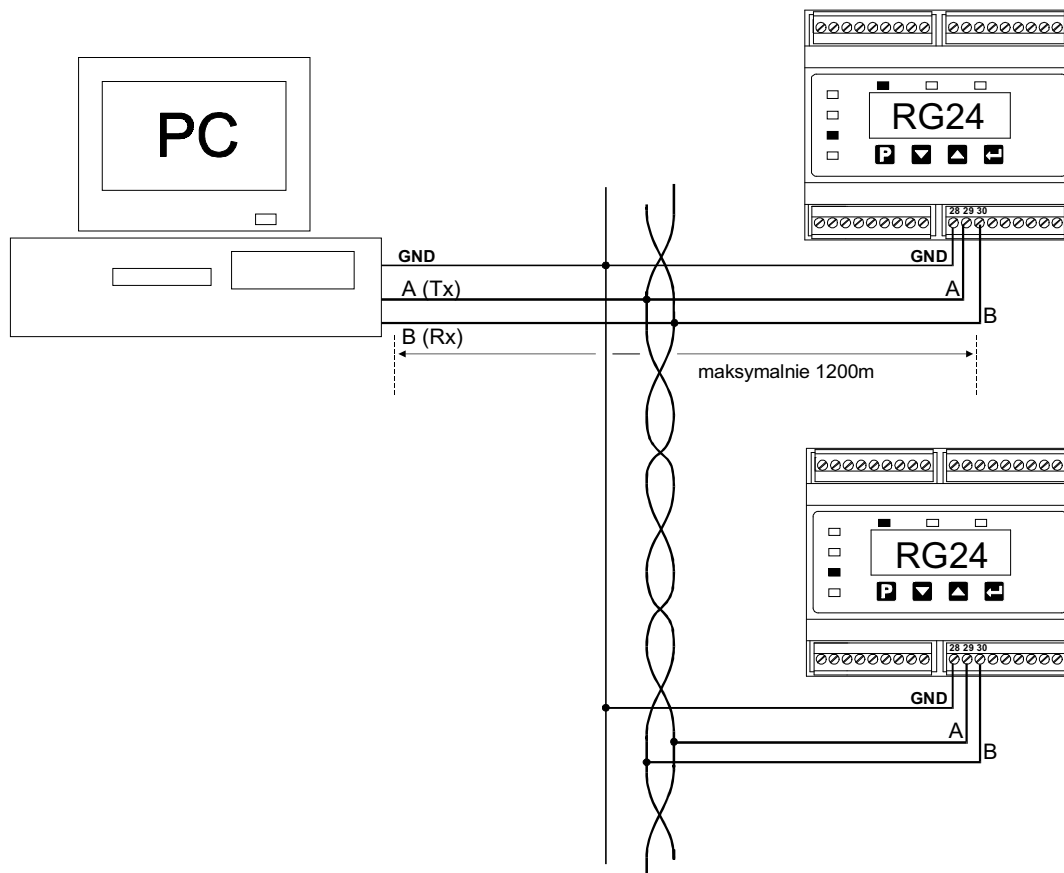 PC
RG24
P
28 29 30
GND
GND
A (Tx)
A
B
B (Rx)
maksymalnie 1200m
RG24
P
28 29 30
GND
A
B